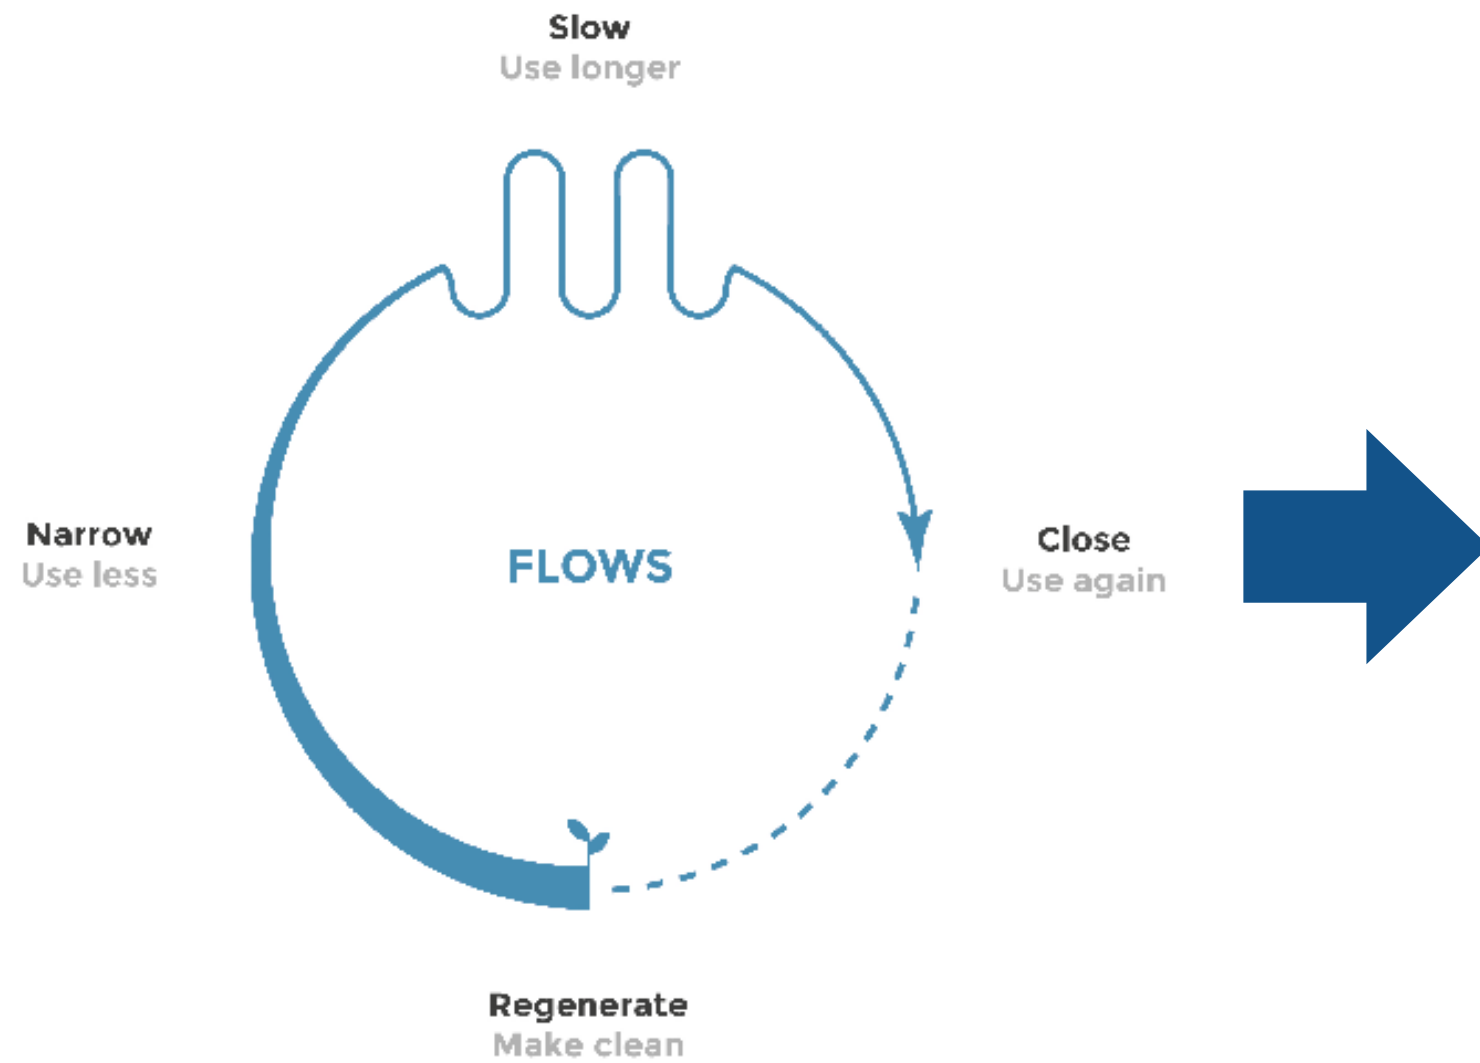 Slow
Use longer
Narrow
Use less
FLOWS
Close
Use again
Regenerate
Make clean